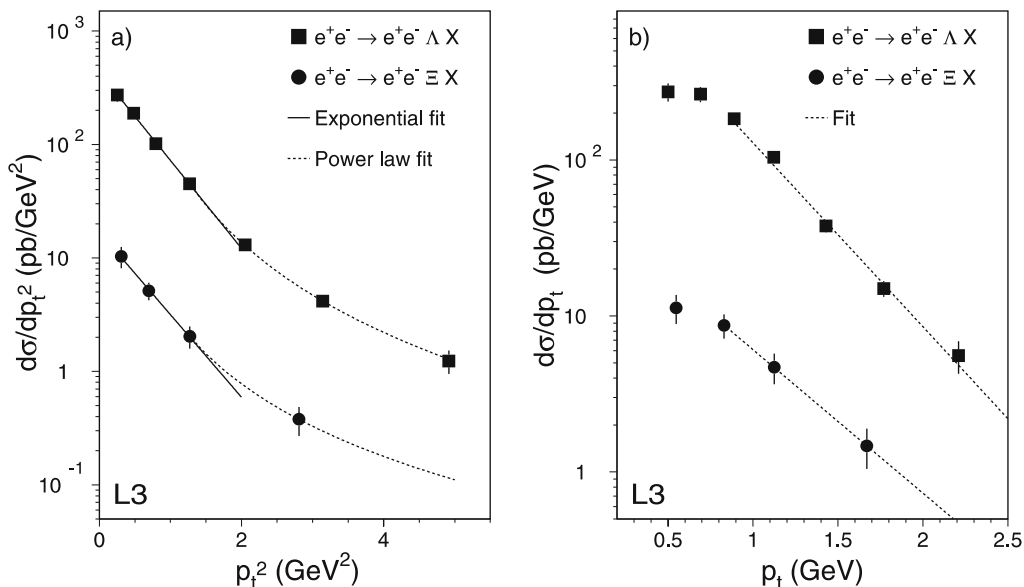 a)
e⁺e⁻ → e⁺e⁻ Λ X
e⁺e⁻ → e⁺e⁻ Ξ X
Exponential fit
Power law fit
dσ/dpₜ² (pb/GeV²)
10³
10²
10
1
10⁻¹
L3
0 2 4
pₜ² (GeV²)
b)
e⁺e⁻ → e⁺e⁻ Λ X
e⁺e⁻ → e⁺e⁻ Ξ X
Fit
dσ/dpₜ (pb/GeV)
10²
10
1
L3
0.5 1 1.5 2 2.5
pₜ (GeV)